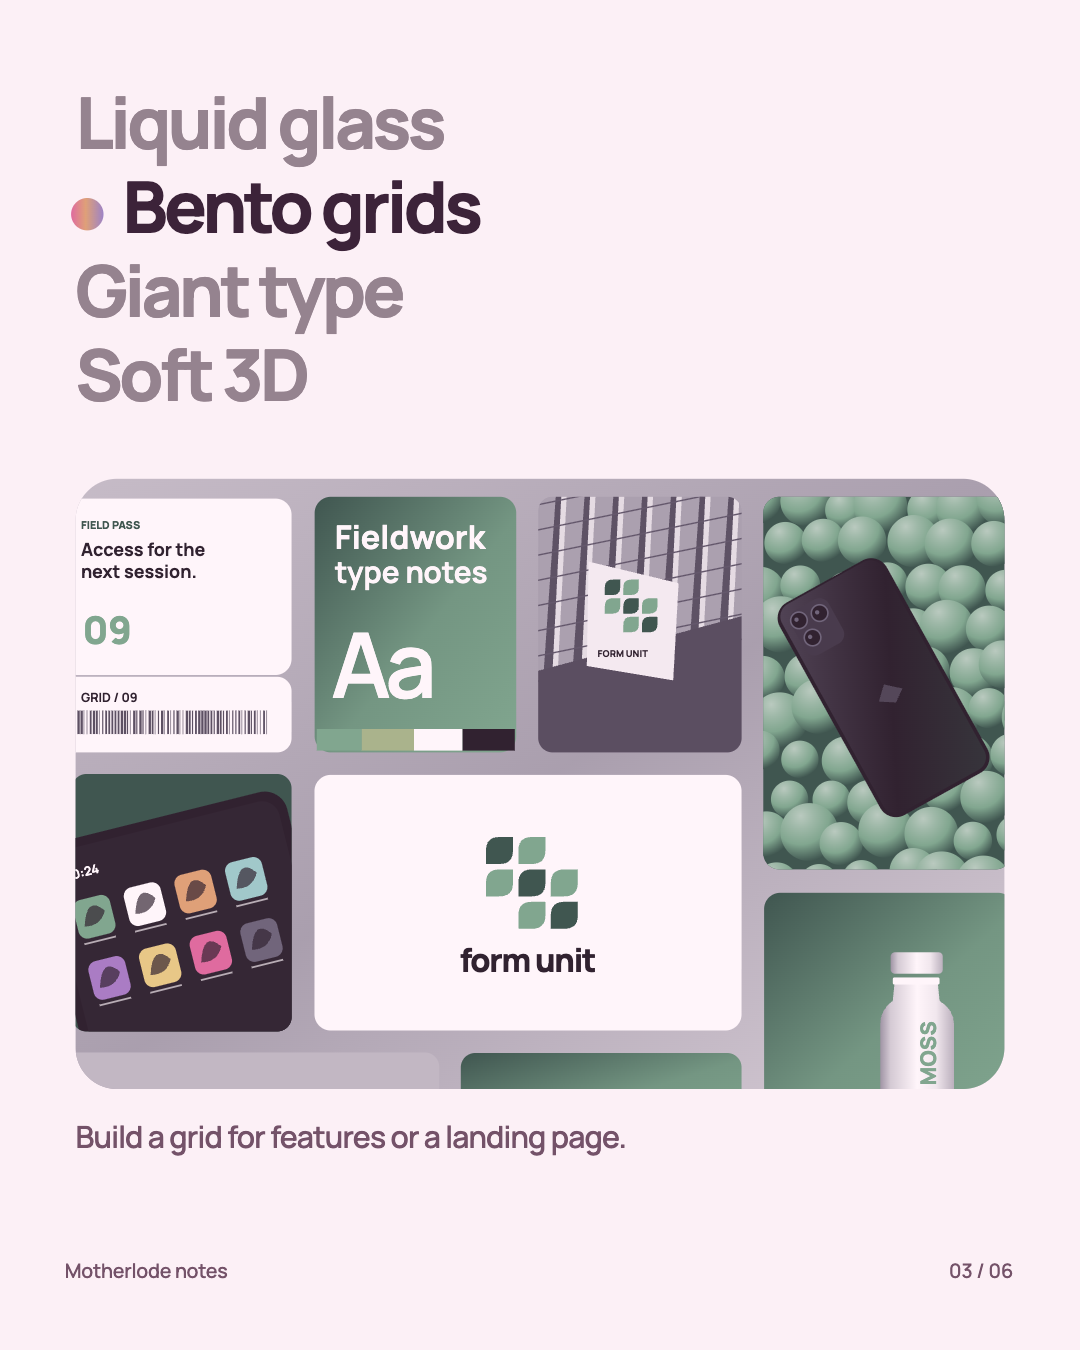 Liquid glass
Bento grids
Giant type
Soft 3D
FIELD PASS
Access for the
next session.
09
GRID / 09
Fieldwork
type notes
Aa
FORM UNIT
:24
form unit
MOSS
Build a grid for features or a landing page.
Motherlode notes
03 / 06